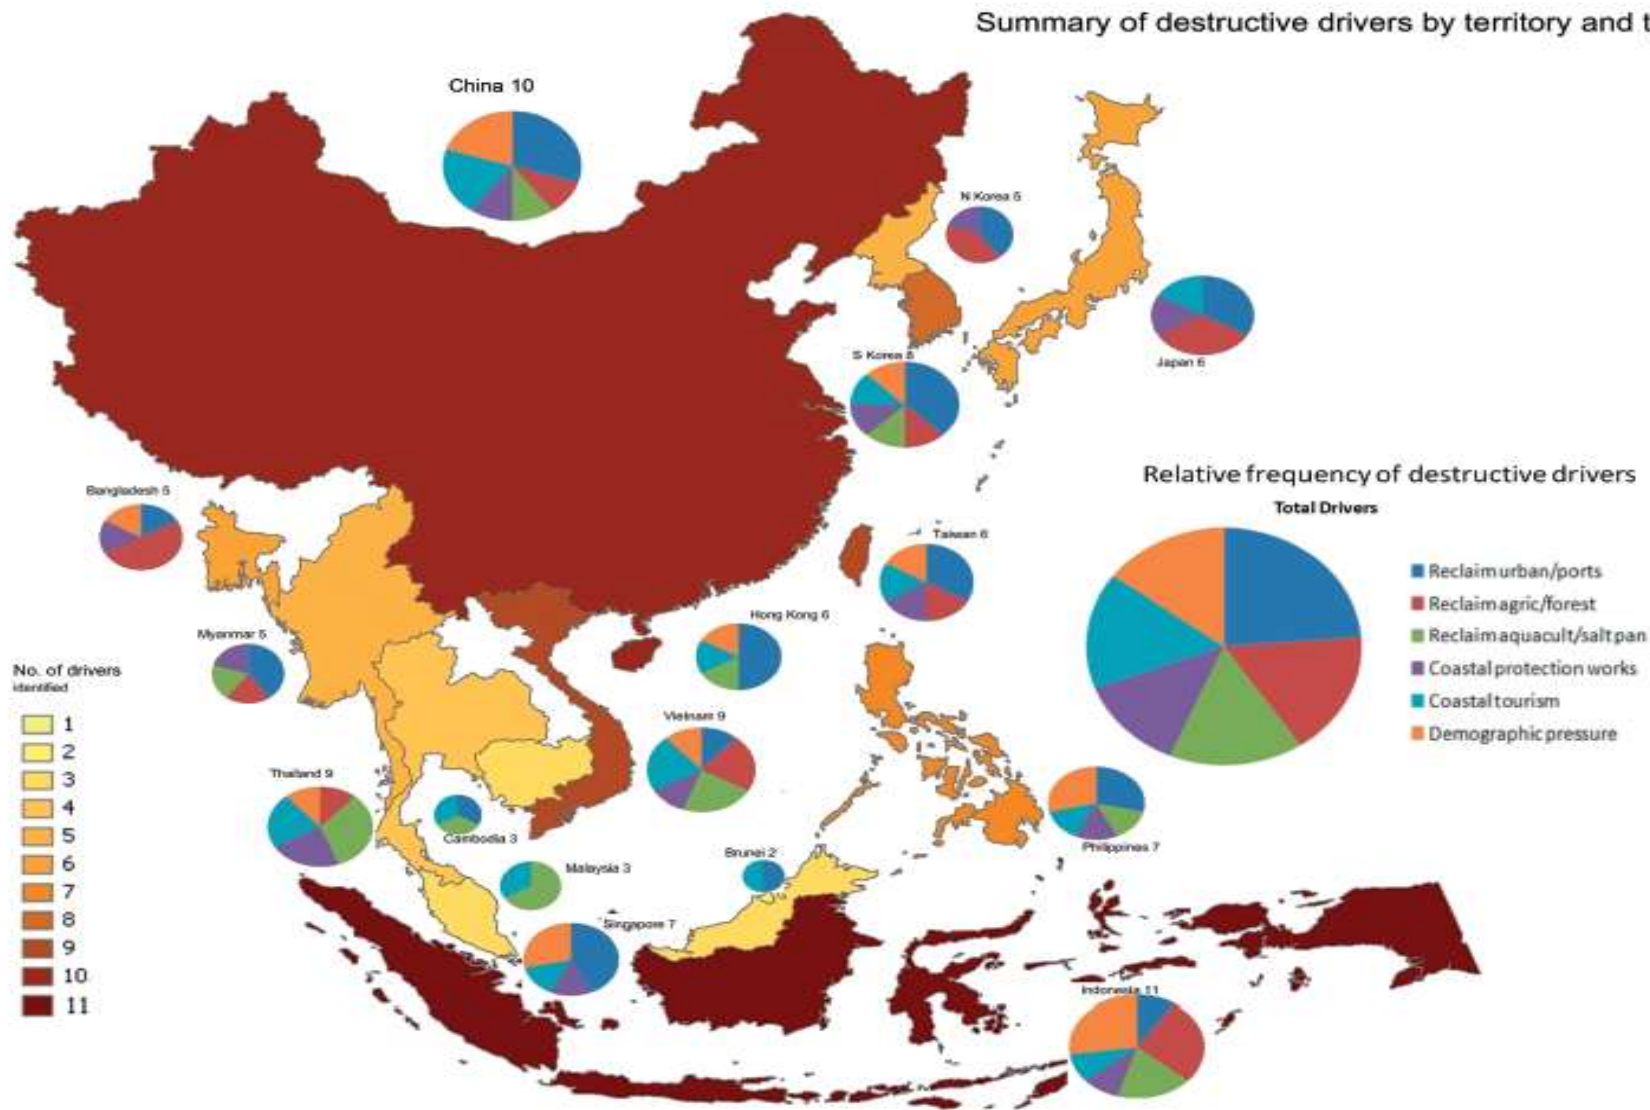 Summary of destructive drivers by territory and t
China 10
N Korea 5
Japan 6
S Korea 8
Relative frequency of destructive drivers
Total Drivers
Reclaim urban/ports
Reclaim agric/forest
Reclaim aquacult/salt pan
Coastal protection works
Coastal tourism
Demographic pressure
Bangladesh 5
Taiwan 6
Hong Kong 6
Myanmar 5
No. of drivers
identified
1
2
3
4
5
6
7
8
9
10
11
Vietnam 9
Thailand 9
Cambodia 3
Malaysia 3
Brunei 2
Philippines 7
Singapore 7
Indonesia 11